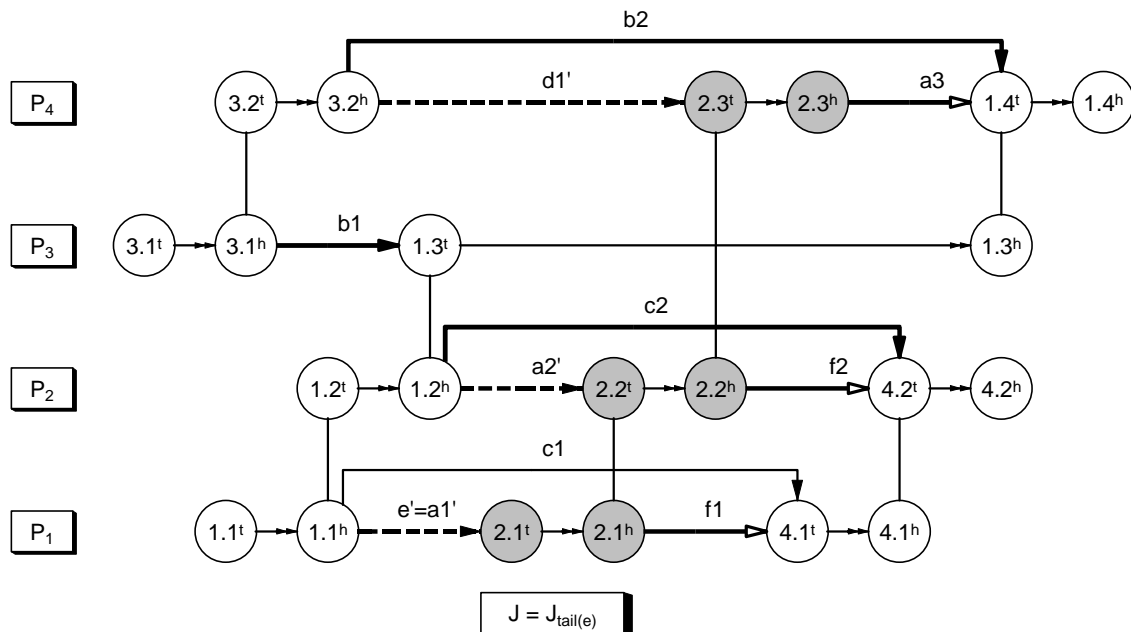 b2
P₄ 3.2ᵗ 3.2ʰ d1' 2.3ᵗ 2.3ʰ a3 1.4ᵗ 1.4ʰ
P₃ 3.1ᵗ 3.1ʰ b1 1.3ᵗ 1.3ʰ
c2
P₂ 1.2ᵗ 1.2ʰ a2' 2.2ᵗ 2.2ʰ f2 4.2ᵗ 4.2ʰ
c1
P₁ 1.1ᵗ 1.1ʰ e'=a1' 2.1ᵗ 2.1ʰ f1 4.1ᵗ 4.1ʰ
J = J_tail(e)